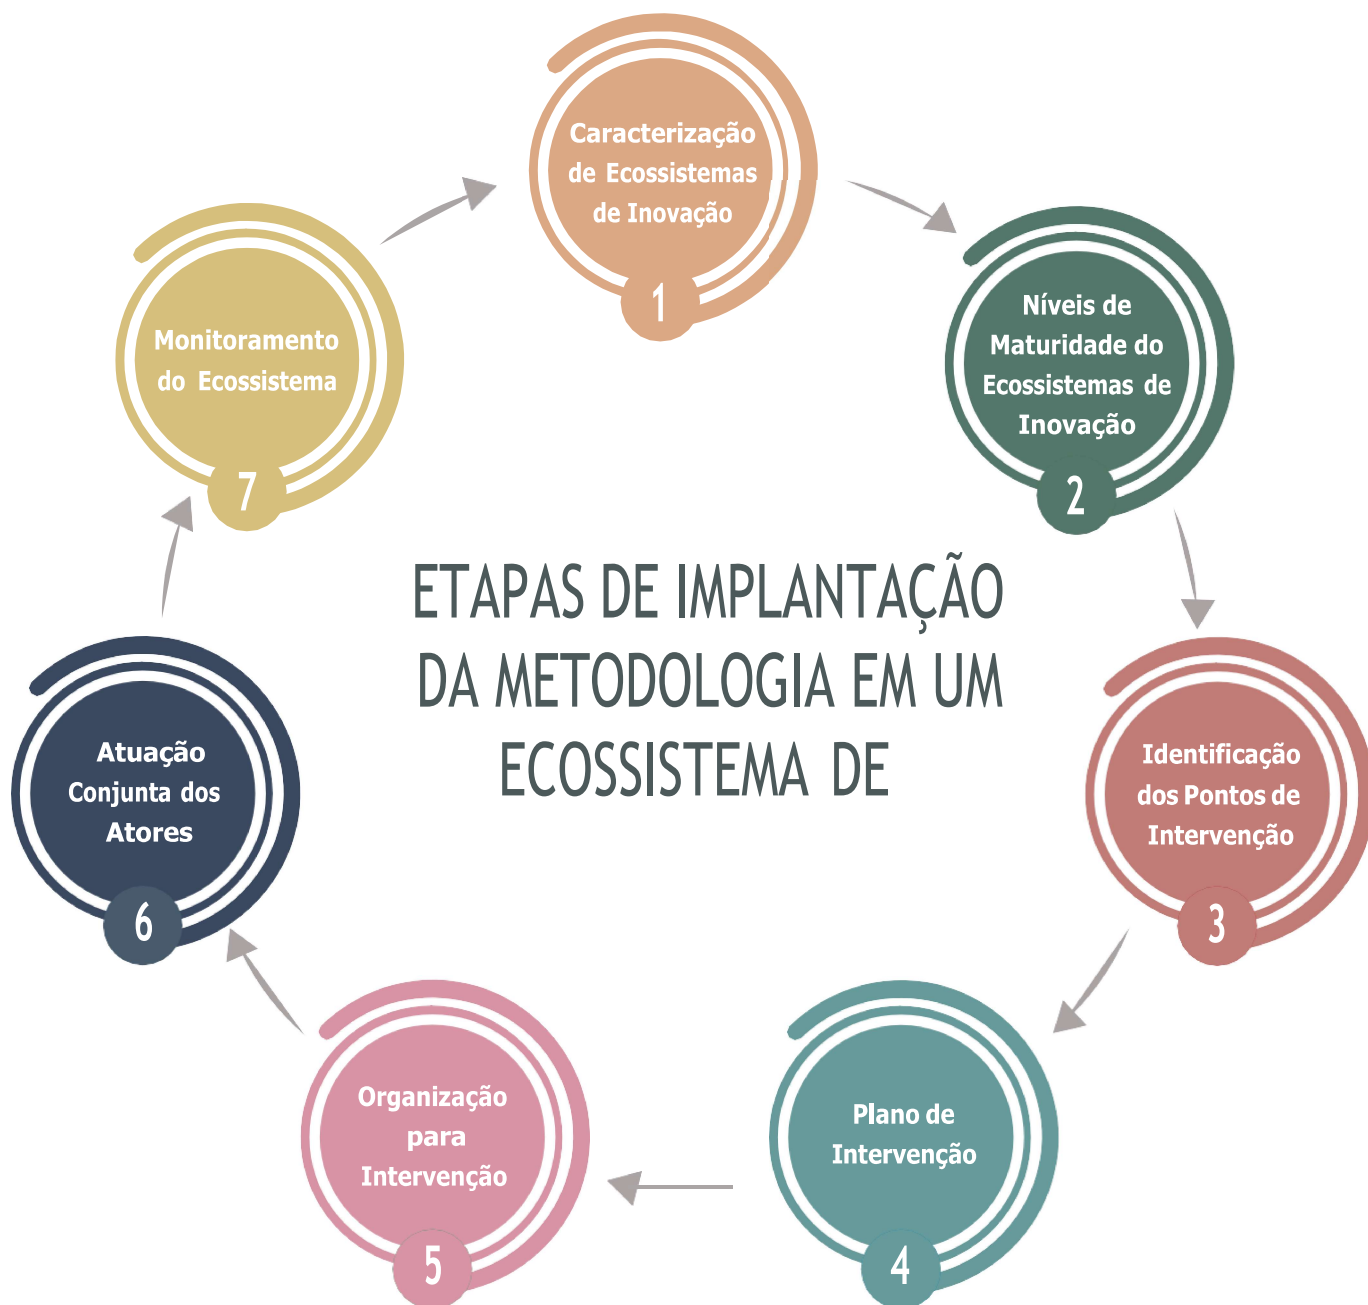 Caracterização
de Ecossistemas
de Inovação
1
Níveis de
Maturidade do
Ecossistemas de
Inovação
2
Identificação
dos Pontos de
Intervenção
3
Plano de
Intervenção
4
Organização
para
Intervenção
5
Atuação
Conjunta dos
Atores
6
Monitoramento
do Ecossistema
7
ETAPAS DE IMPLANTAÇÃO
DA METODOLOGIA EM UM
ECOSSISTEMA DE